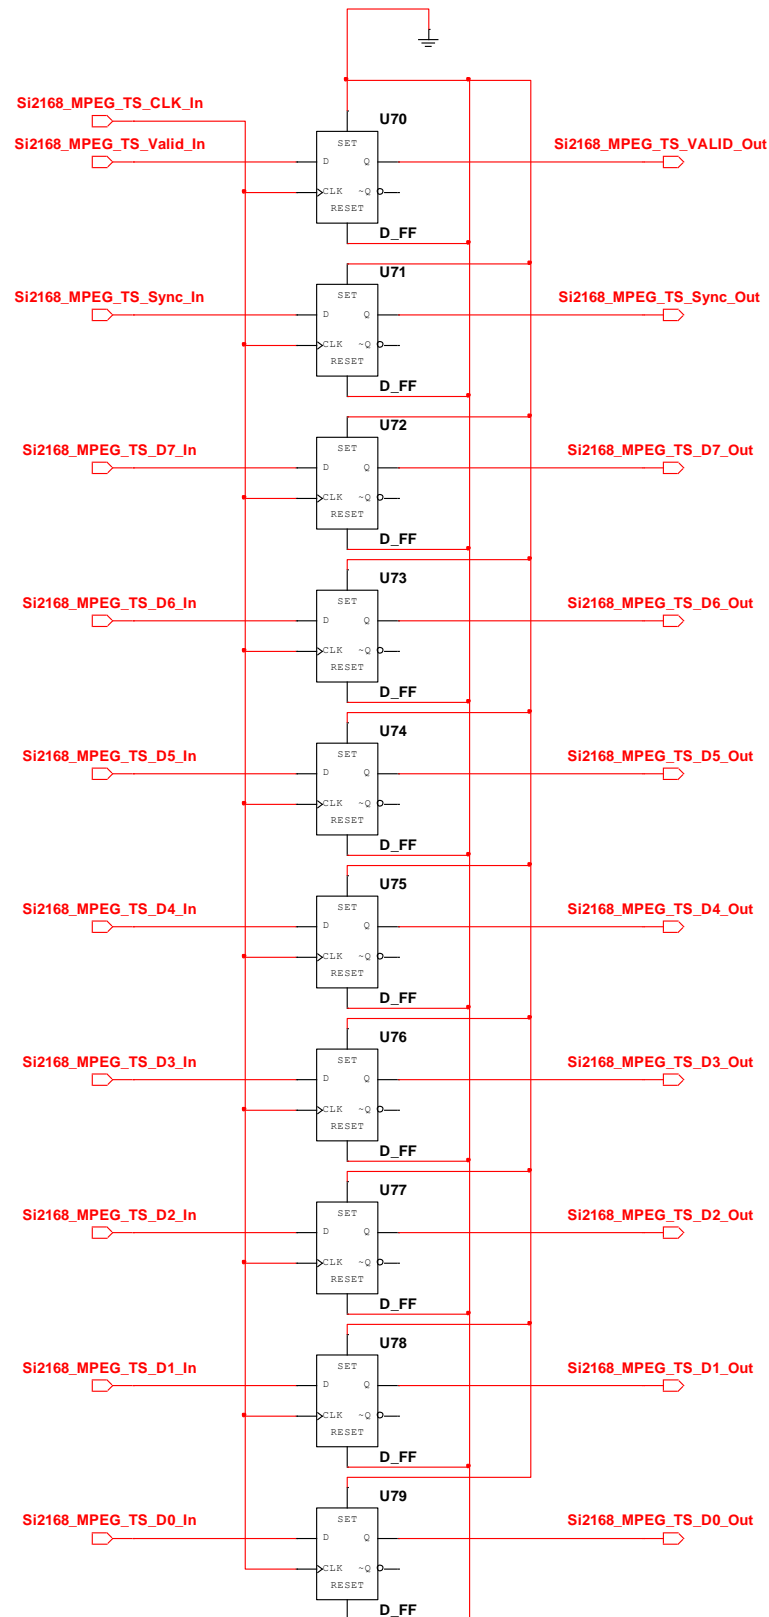 Si2168_MPEG_TS_CLK_In
U70
Si2168_MPEG_TS_Valid_In
SET
D Q
CLK ~Q
RESET
Si2168_MPEG_TS_VALID_Out
D_FF
U71
Si2168_MPEG_TS_Sync_In
SET
D Q
CLK ~Q
RESET
Si2168_MPEG_TS_Sync_Out
D_FF
U72
Si2168_MPEG_TS_D7_In
SET
D Q
CLK ~Q
RESET
Si2168_MPEG_TS_D7_Out
D_FF
U73
Si2168_MPEG_TS_D6_In
SET
D Q
CLK ~Q
RESET
Si2168_MPEG_TS_D6_Out
D_FF
U74
Si2168_MPEG_TS_D5_In
SET
D Q
CLK ~Q
RESET
Si2168_MPEG_TS_D5_Out
D_FF
U75
Si2168_MPEG_TS_D4_In
SET
D Q
CLK ~Q
RESET
Si2168_MPEG_TS_D4_Out
D_FF
U76
Si2168_MPEG_TS_D3_In
SET
D Q
CLK ~Q
RESET
Si2168_MPEG_TS_D3_Out
D_FF
U77
Si2168_MPEG_TS_D2_In
SET
D Q
CLK ~Q
RESET
Si2168_MPEG_TS_D2_Out
D_FF
U78
Si2168_MPEG_TS_D1_In
SET
D Q
CLK ~Q
RESET
Si2168_MPEG_TS_D1_Out
D_FF
U79
Si2168_MPEG_TS_D0_In
SET
D Q
CLK ~Q
RESET
Si2168_MPEG_TS_D0_Out
D_FF